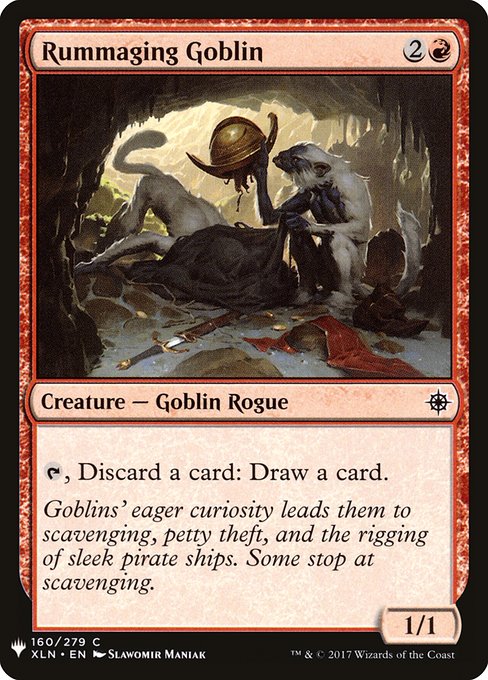 Rummaging Goblin 2
Creature — Goblin Rogue
, Discard a card: Draw a card.
Goblins' eager curiosity leads them to
scavenging, petty theft, and the rigging
of sleek pirate ships. Some stop at
scavenging.
1/1
160/279 C
XLN • EN Slawomir Maniak
™ & © 2017 Wizards of the Coast